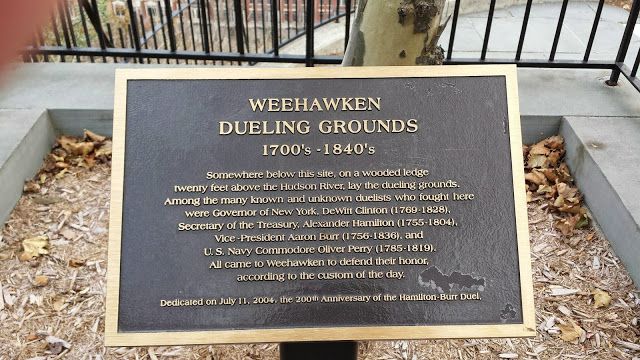 WEEHAWKEN
DUELING GROUNDS
1700's - 1840's
Somewhere below this site, on a wooded ledge
twenty feet above the Hudson River, lay the dueling grounds.
Among the many known and unknown duelists who fought here
were Governor of New York, DeWitt Clinton (1769-1828),
Secretary of the Treasury, Alexander Hamilton (1755-1804),
Vice-President Aaron Burr (1756-1836), and
U. S. Navy Commodore Oliver Perry (1785-1819).
All came to Weehawken to defend their honor,
according to the custom of the day.
Dedicated on July 11, 2004, the 200th Anniversary of the Hamilton-Burr Duel.